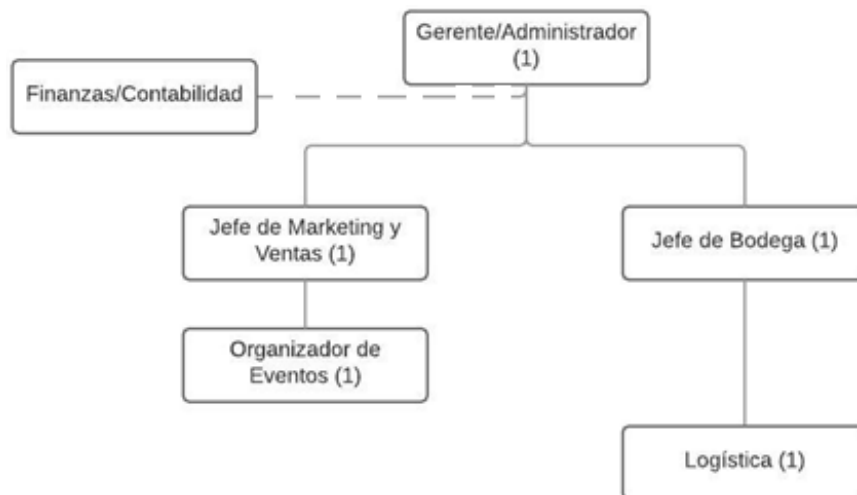 Gerente/Administrador
(1)
Finanzas/Contabilidad
Jefe de Marketing y
Ventas (1)
Jefe de Bodega (1)
Organizador de
Eventos (1)
Logística (1)